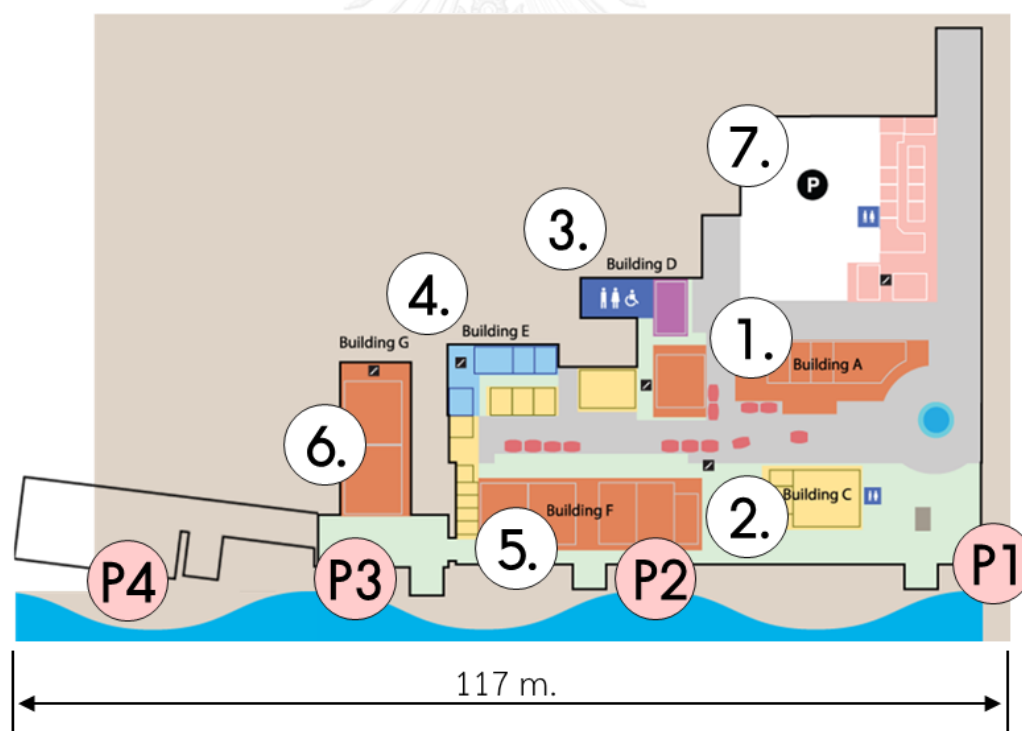 7.
P
3.
Building D
4.
Building E
1.
Building G
Building A
6.
Building C
2.
Building F
5.
P1
P2
P3
P4
117 m.